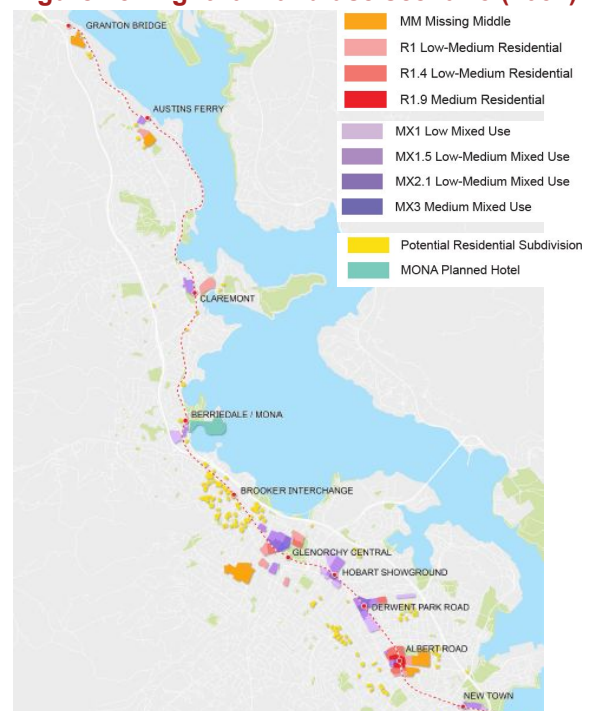 GRANTON BRIDGE
MM Missing Middle
R1 Low-Medium Residential
R1.4 Low-Medium Residential
R1.9 Medium Residential
AUSTINS FERRY
MX1 Low Mixed Use
MX1.5 Low-Medium Mixed Use
MX2.1 Low-Medium Mixed Use
MX3 Medium Mixed Use
Potential Residential Subdivision
MONA Planned Hotel
CLAREMONT
BERRIEDALE / MONA
BROOKER INTERCHANGE
GLENORCHY CENTRAL
HOBART SHOWGROUND
DERWENT PARK ROAD
ALBERT ROAD
NEW TOWN